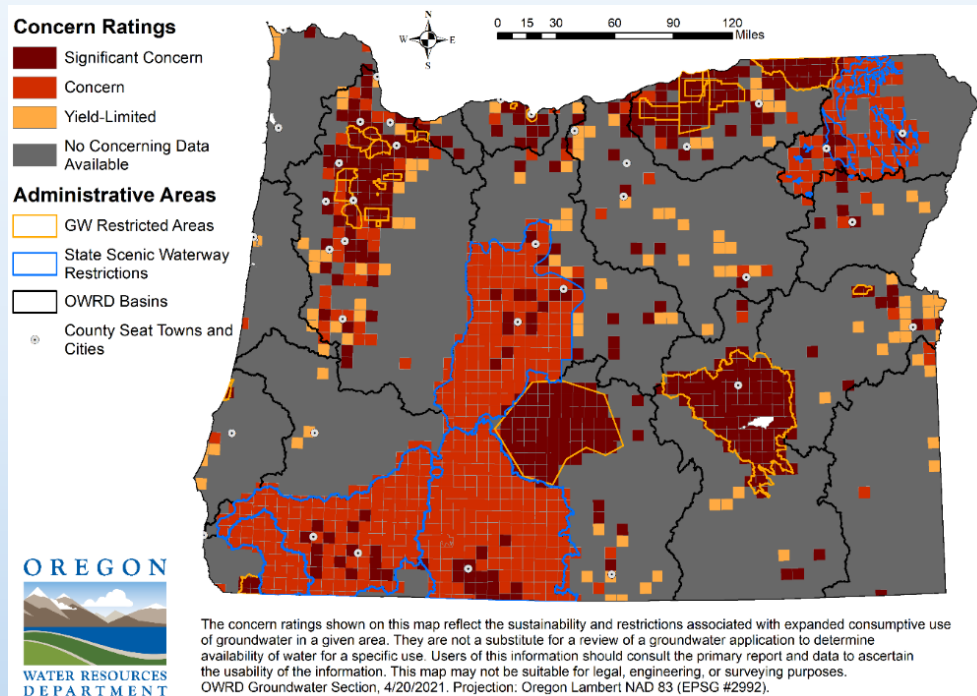 Concern Ratings
Significant Concern
Concern
Yield-Limited
No Concerning Data
Available
Administrative Areas
GW Restricted Areas
State Scenic Waterway
Restrictions
OWRD Basins
County Seat Towns and
Cities
N
W
E
S
0 15 30 60 90 120
Miles
OREGON
WATER RESOURCES
DEPARTMENT
The concern ratings shown on this map reflect the sustainability and restrictions associated with expanded consumptive use
of groundwater in a given area. They are not a substitute for a review of a groundwater application to determine
availability of water for a specific use. Users of this information should consult the primary report and data to ascertain
the usability of the information. This map may not be suitable for legal, engineering, or surveying purposes.
OWRD Groundwater Section, 4/20/2021. Projection: Oregon Lambert NAD 83 (EPSG #2992).